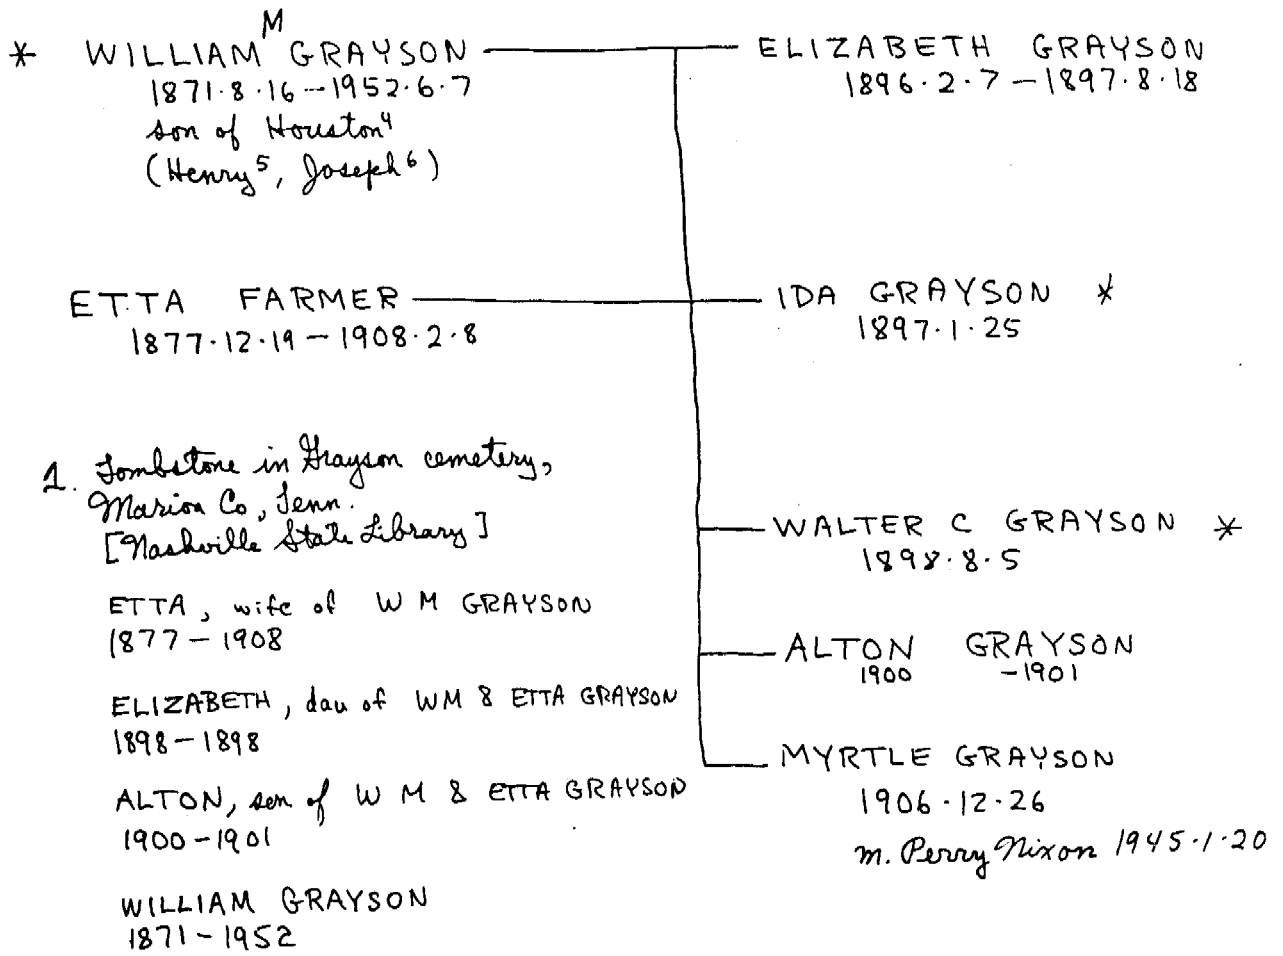 * WILLIAM M GRAYSON
1871·8·16–1952·6·7
son of Houston⁴
(Henry⁵, Joseph⁶)
ELIZABETH GRAYSON
1896·2·7–1897·8·18
ETTA FARMER
1877·12·19–1908·2·8
IDA GRAYSON *
1897·1·25
1. Tombstone in Grayson cemetery,
Marion Co, Tenn.
[Nashville State Library]
ETTA, wife of W M GRAYSON
1877–1908
ELIZABETH, dau of WM & ETTA GRAYSON
1898–1898
ALTON, son of W M & ETTA GRAYSON
1900–1901
WILLIAM GRAYSON
1871–1952
WALTER C GRAYSON *
1898·8·5
ALTON GRAYSON
1900 –1901
MYRTLE GRAYSON
1906·12·26
m. Perry Nixon 1945·1·20